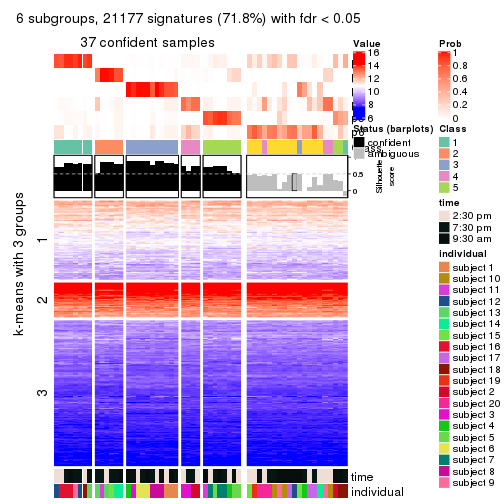 6 subgroups, 21177 signatures (71.8%) with fdr < 0.05
37 confident samples
k-means with 3 groups
1
2
3
Value
16
14
12
10
8
6
Prob
1
0.8
0.6
0.4
0.2
0
Status (barplots)
confident
ambiguous
Class
1
2
3
4
5
0.5
0
Silhouette
score
time
2:30 pm
7:30 pm
9:30 am
Individual
subject 1
subject 10
subject 11
subject 12
subject 13
subject 14
subject 15
subject 16
subject 17
subject 18
subject 19
subject 2
subject 20
subject 3
subject 4
subject 5
subject 6
subject 7
subject 8
subject 9
time
individual